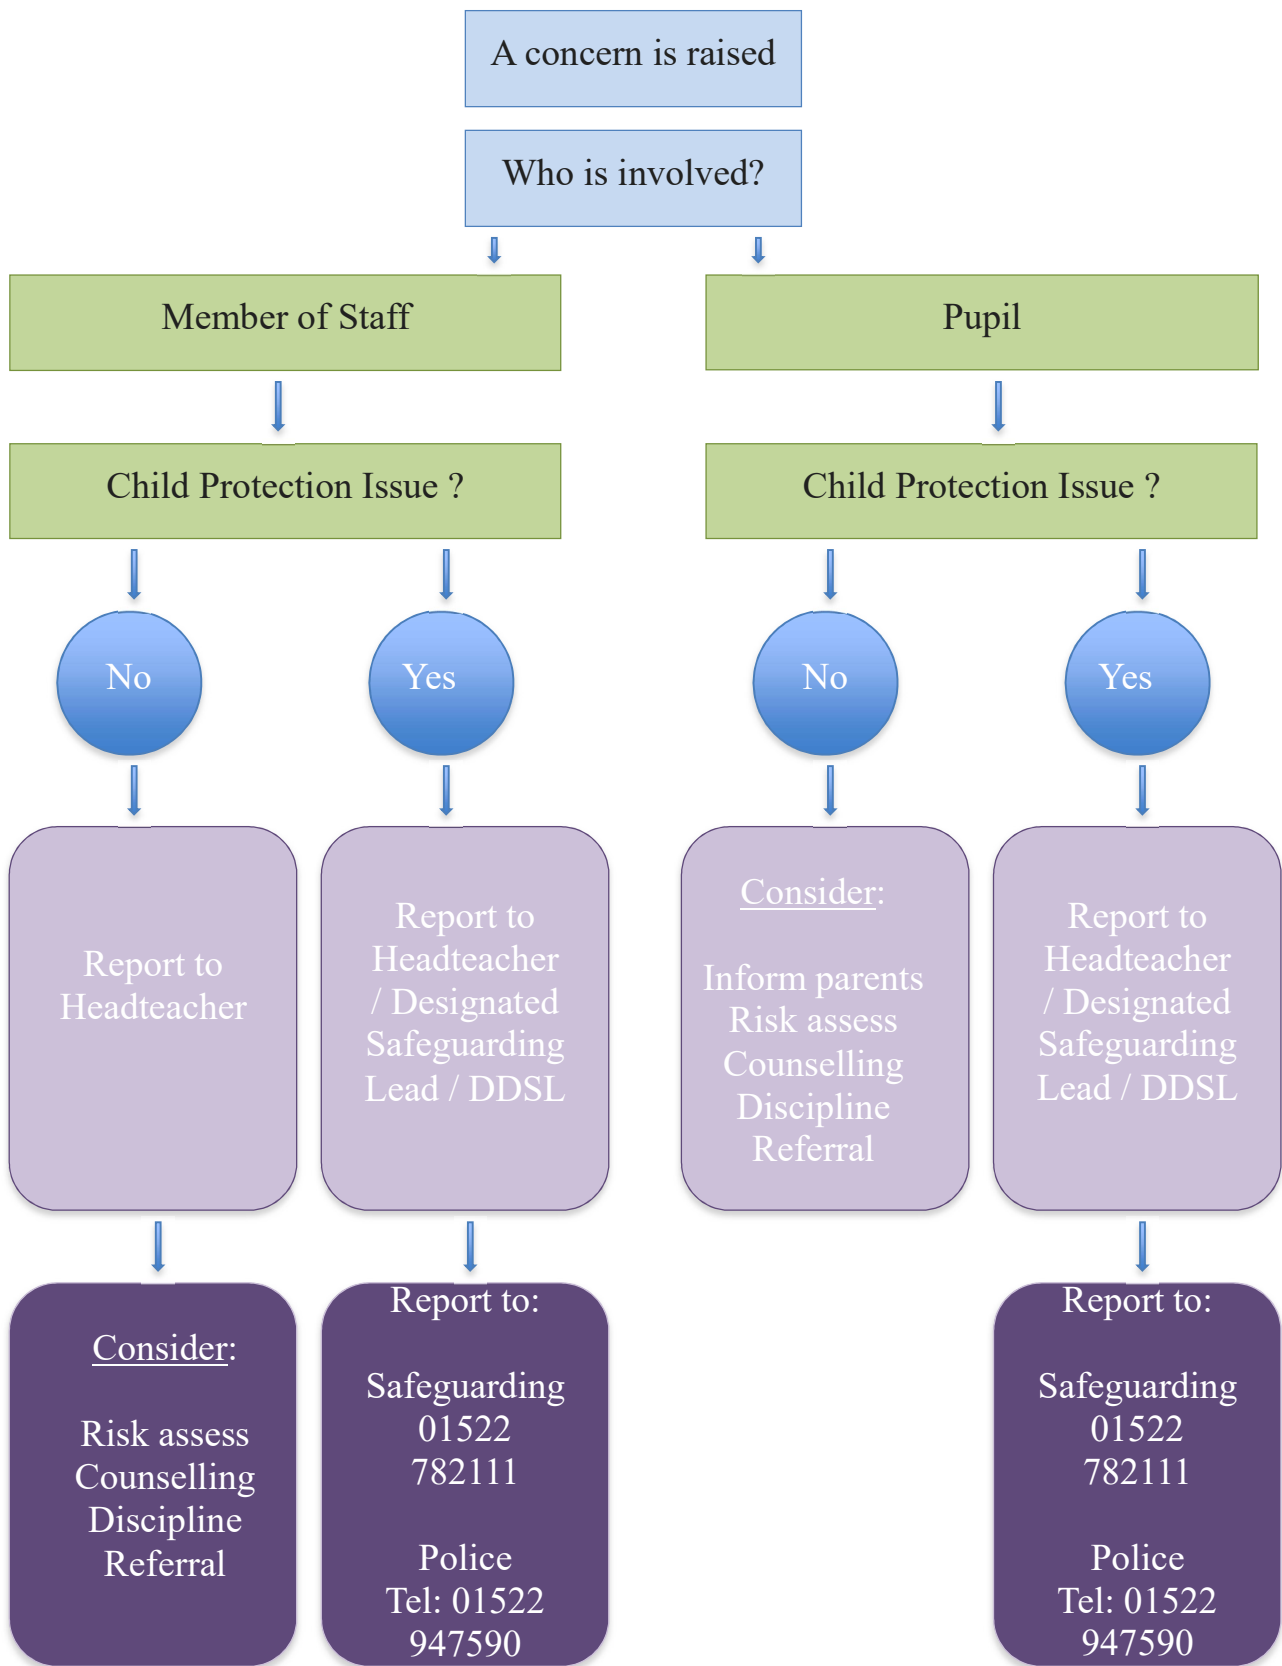 A concern is raised
Who is involved?
Member of Staff
Pupil
Child Protection Issue ?
Child Protection Issue ?
No
Yes
No
Yes
Report to
Headteacher
Report to
Headteacher
/ Designated
Safeguarding
Lead / DDSL
Consider:
Inform parents
Risk assess
Counselling
Discipline
Referral
Report to
Headteacher
/ Designated
Safeguarding
Lead / DDSL
Consider:
Risk assess
Counselling
Discipline
Referral
Report to:
Safeguarding
01522
782111
Police
Tel: 01522
947590
Report to:
Safeguarding
01522
782111
Police
Tel: 01522
947590